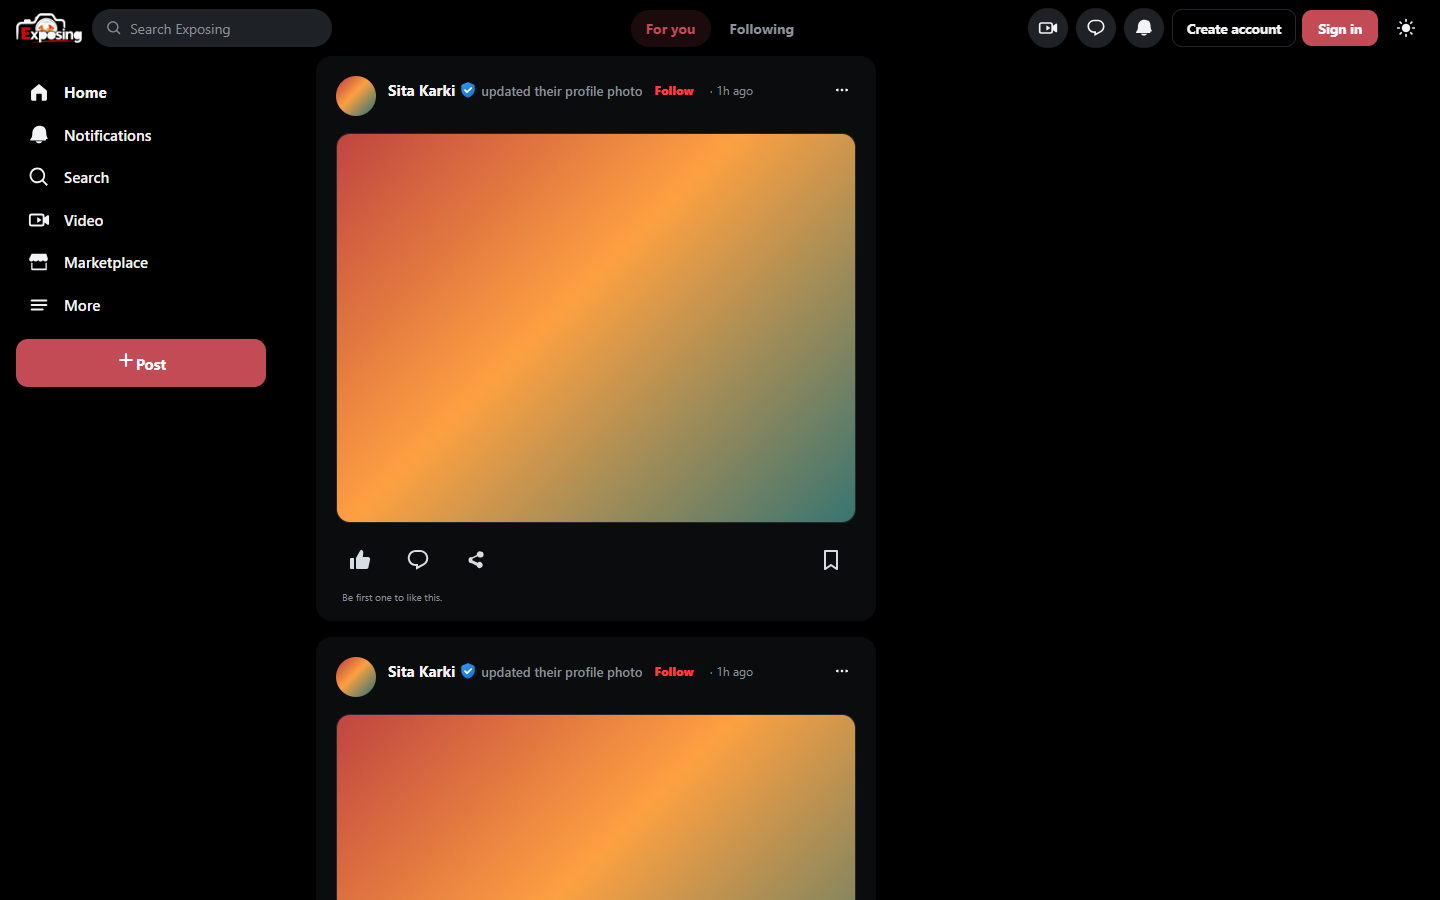 Exposing
Search Exposing
For you
Following
Create account
Sign in
Home
Notifications
Search
Video
Marketplace
More
Post
Sita Karki updated their profile photo Follow · 1h ago
Be first one to like this.
Sita Karki updated their profile photo Follow · 1h ago